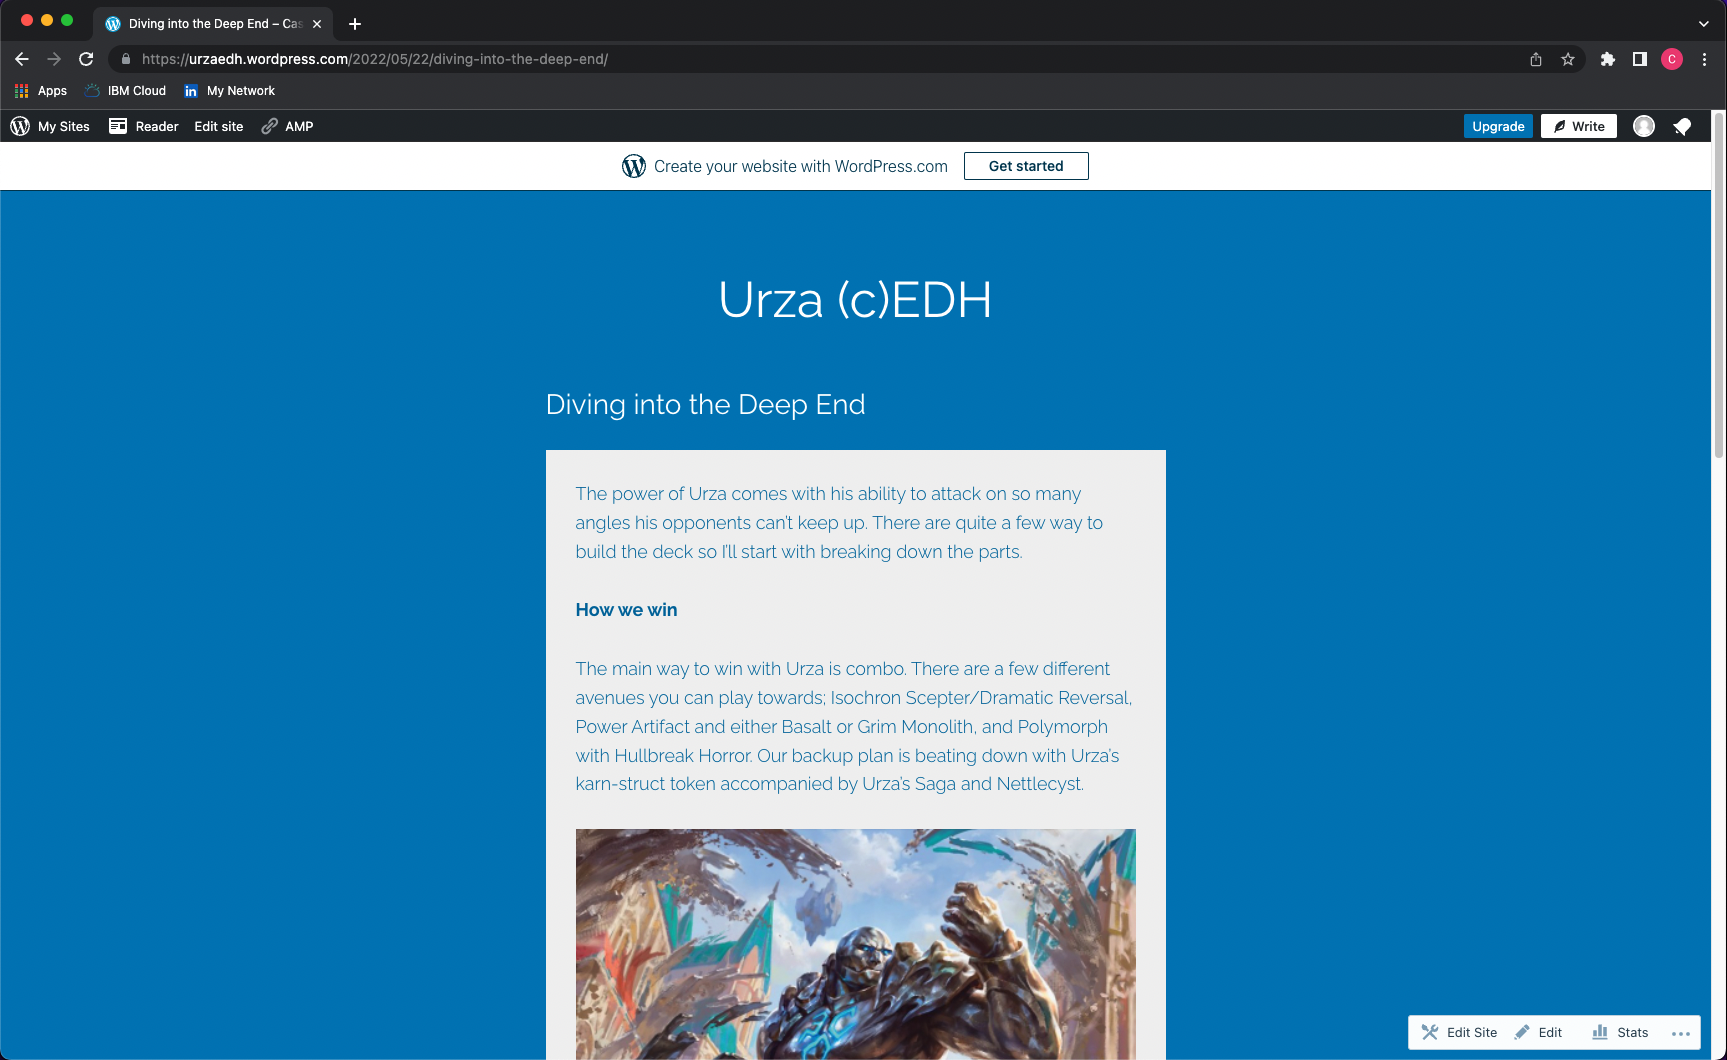 Diving into the Deep End – Cas
https://urzaedh.wordpress.com/2022/05/22/diving-into-the-deep-end/
C
Apps IBM Cloud in My Network
My Sites Reader Edit site AMP Upgrade Write
Create your website with WordPress.com Get started
Urza (c)EDH
Diving into the Deep End
The power of Urza comes with his ability to attack on so many
angles his opponents can't keep up. There are quite a few way to
build the deck so I'll start with breaking down the parts.
How we win
The main way to win with Urza is combo. There are a few different
avenues you can play towards; Isochron Scepter/Dramatic Reversal,
Power Artifact and either Basalt or Grim Monolith, and Polymorph
with Hullbreak Horror. Our backup plan is beating down with Urza's
karn-struct token accompanied by Urza's Saga and Nettlecyst.
Edit Site Edit Stats